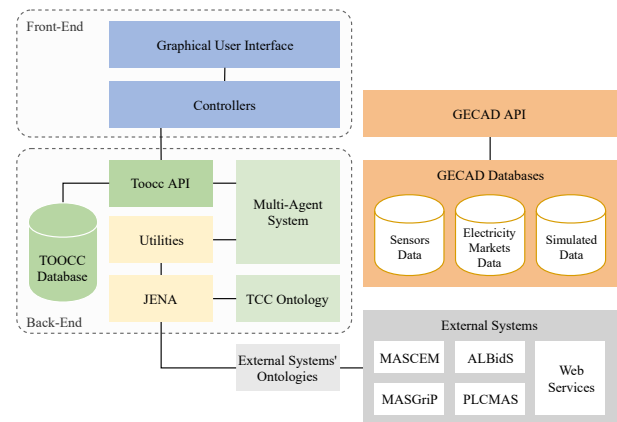 Front-End
Graphical User Interface
Controllers
GECAD API
Toocc API
Multi-Agent
System
Utilities
TOOCC
Database
JENA
TCC Ontology
Back-End
GECAD Databases
Sensors
Data
Electricity
Markets
Data
Simulated
Data
External Systems'
Ontologies
External Systems
MASCEM
ALBidS
Web
Services
MASGriP
PLCMAS